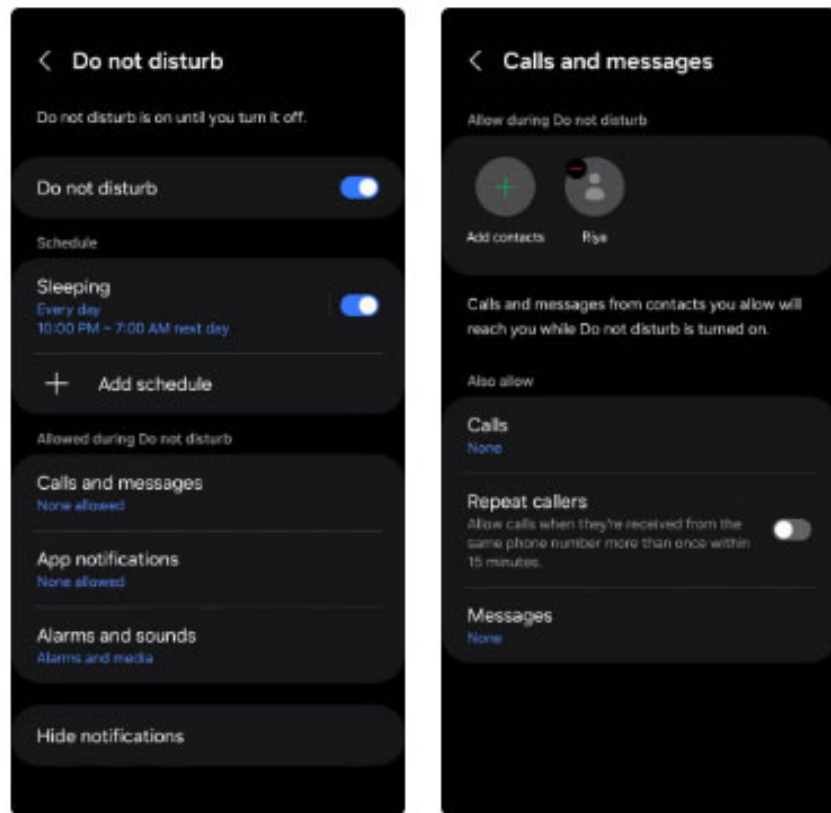 Do not disturb
Do not disturb is on until you turn it off.
Do not disturb
Schedule
Sleeping
Every day
10:00 PM ~ 7:00 AM next day
Add schedule
Allowed during Do not disturb
Calls and messages
None allowed
App notifications
None allowed
Alarms and sounds
Alarms and media
Hide notifications
Calls and messages
Allow during Do not disturb
Add contacts
Riya
Calls and messages from contacts you allow will
reach you while Do not disturb is turned on.
Also allow
Calls
None
Repeat callers
Allow calls when they're received from the
same phone number more than once within
15 minutes.
Messages
None